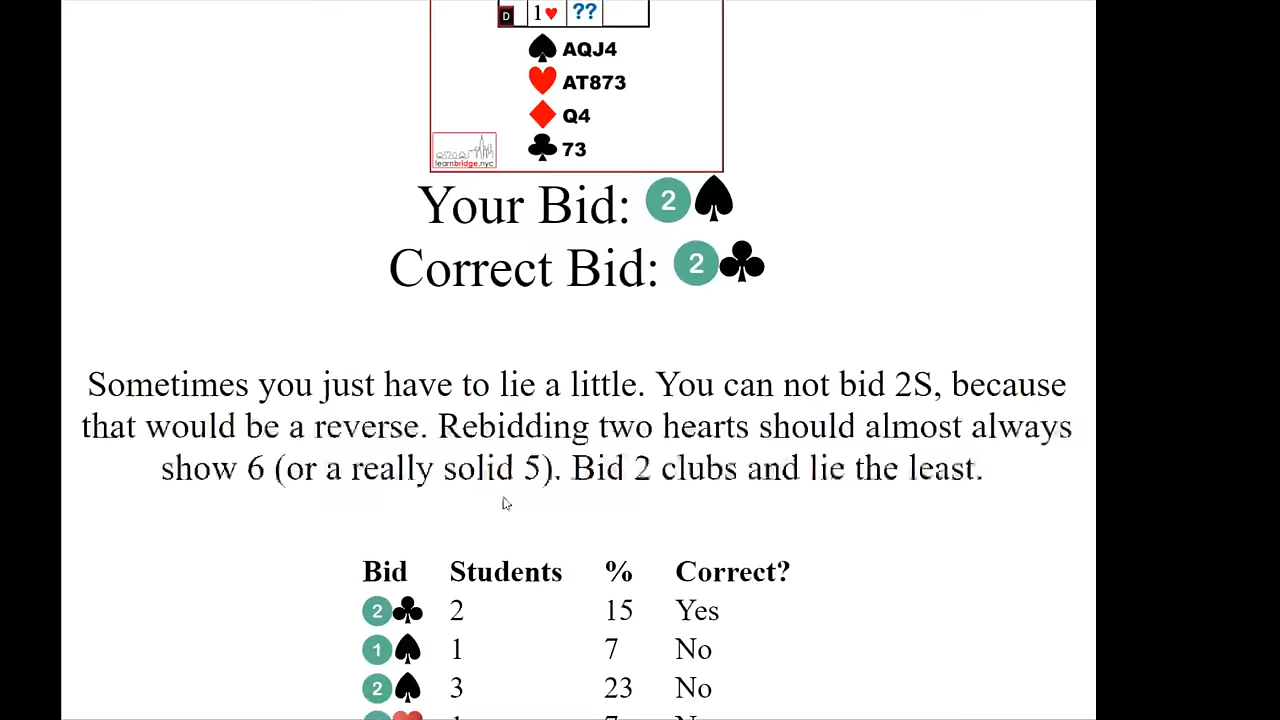 D 1♥ ??
♠ AQJ4
♥ AT873
♦ Q4
♣ 73
learnbridge.nyc
Your Bid: 2♠
Correct Bid: 2♣
Sometimes you just have to lie a little. You can not bid 2S, because
that would be a reverse. Rebidding two hearts should almost always
show 6 (or a really solid 5). Bid 2 clubs and lie the least.
Bid Students % Correct?
2♣ 2 15 Yes
1♠ 1 7 No
2♠ 3 23 No